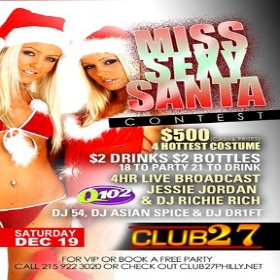 MISS
SEXY
SANTA
CONTEST
$500 (CASH & PRIZES)
4 HOTTEST COSTUME
$2 DRINKS $2 BOTTLES
18 TO PARTY 21 TO DRINK
4HR LIVE BROADCAST
Q102
JESSIE JORDAN
& DJ RICHIE RICH
DJ 54, DJ ASIAN SPICE & DJ DR1FT
SATURDAY
DEC 19
CLUB27
FOR VIP OR BOOK A FREE PARTY
CALL 215 922 3020 OR CHECK OUT CLUB27PHILLY.NET